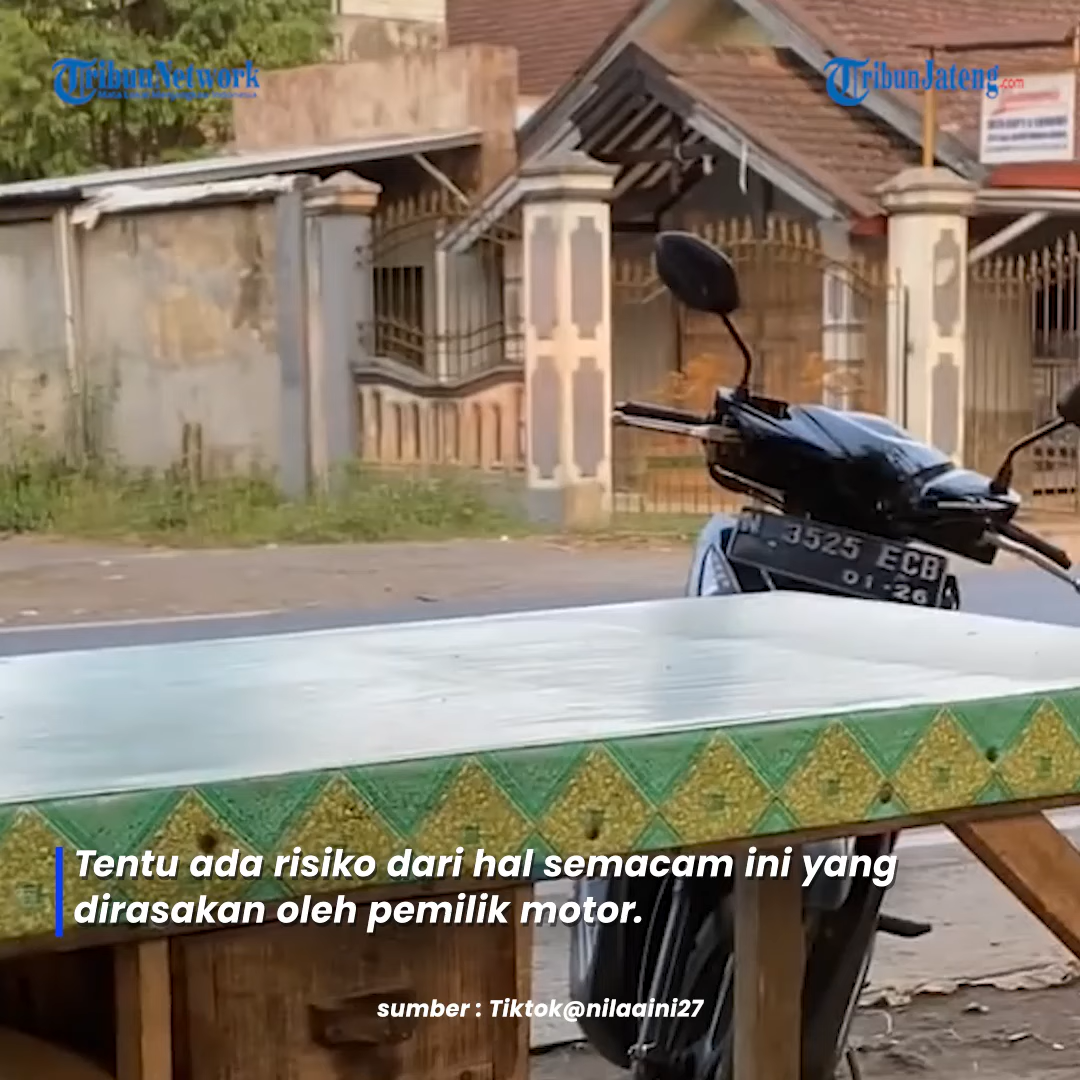 TribunNetwork
TribunJateng.com
N 3525 ECB
01-26
Tentu ada risiko dari hal semacam ini yang
dirasakan oleh pemilik motor.
sumber : Tiktok@nilaaini27